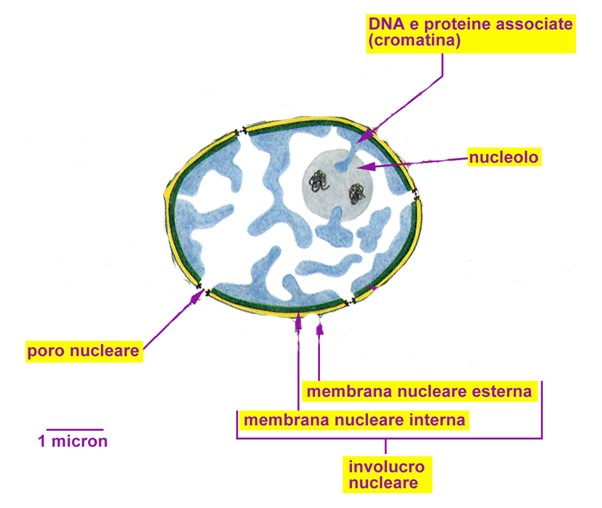 DNA e proteine associate
(cromatina)
nucleolo
poro nucleare
membrana nucleare esterna
membrana nucleare interna
1 micron
involucro
nucleare